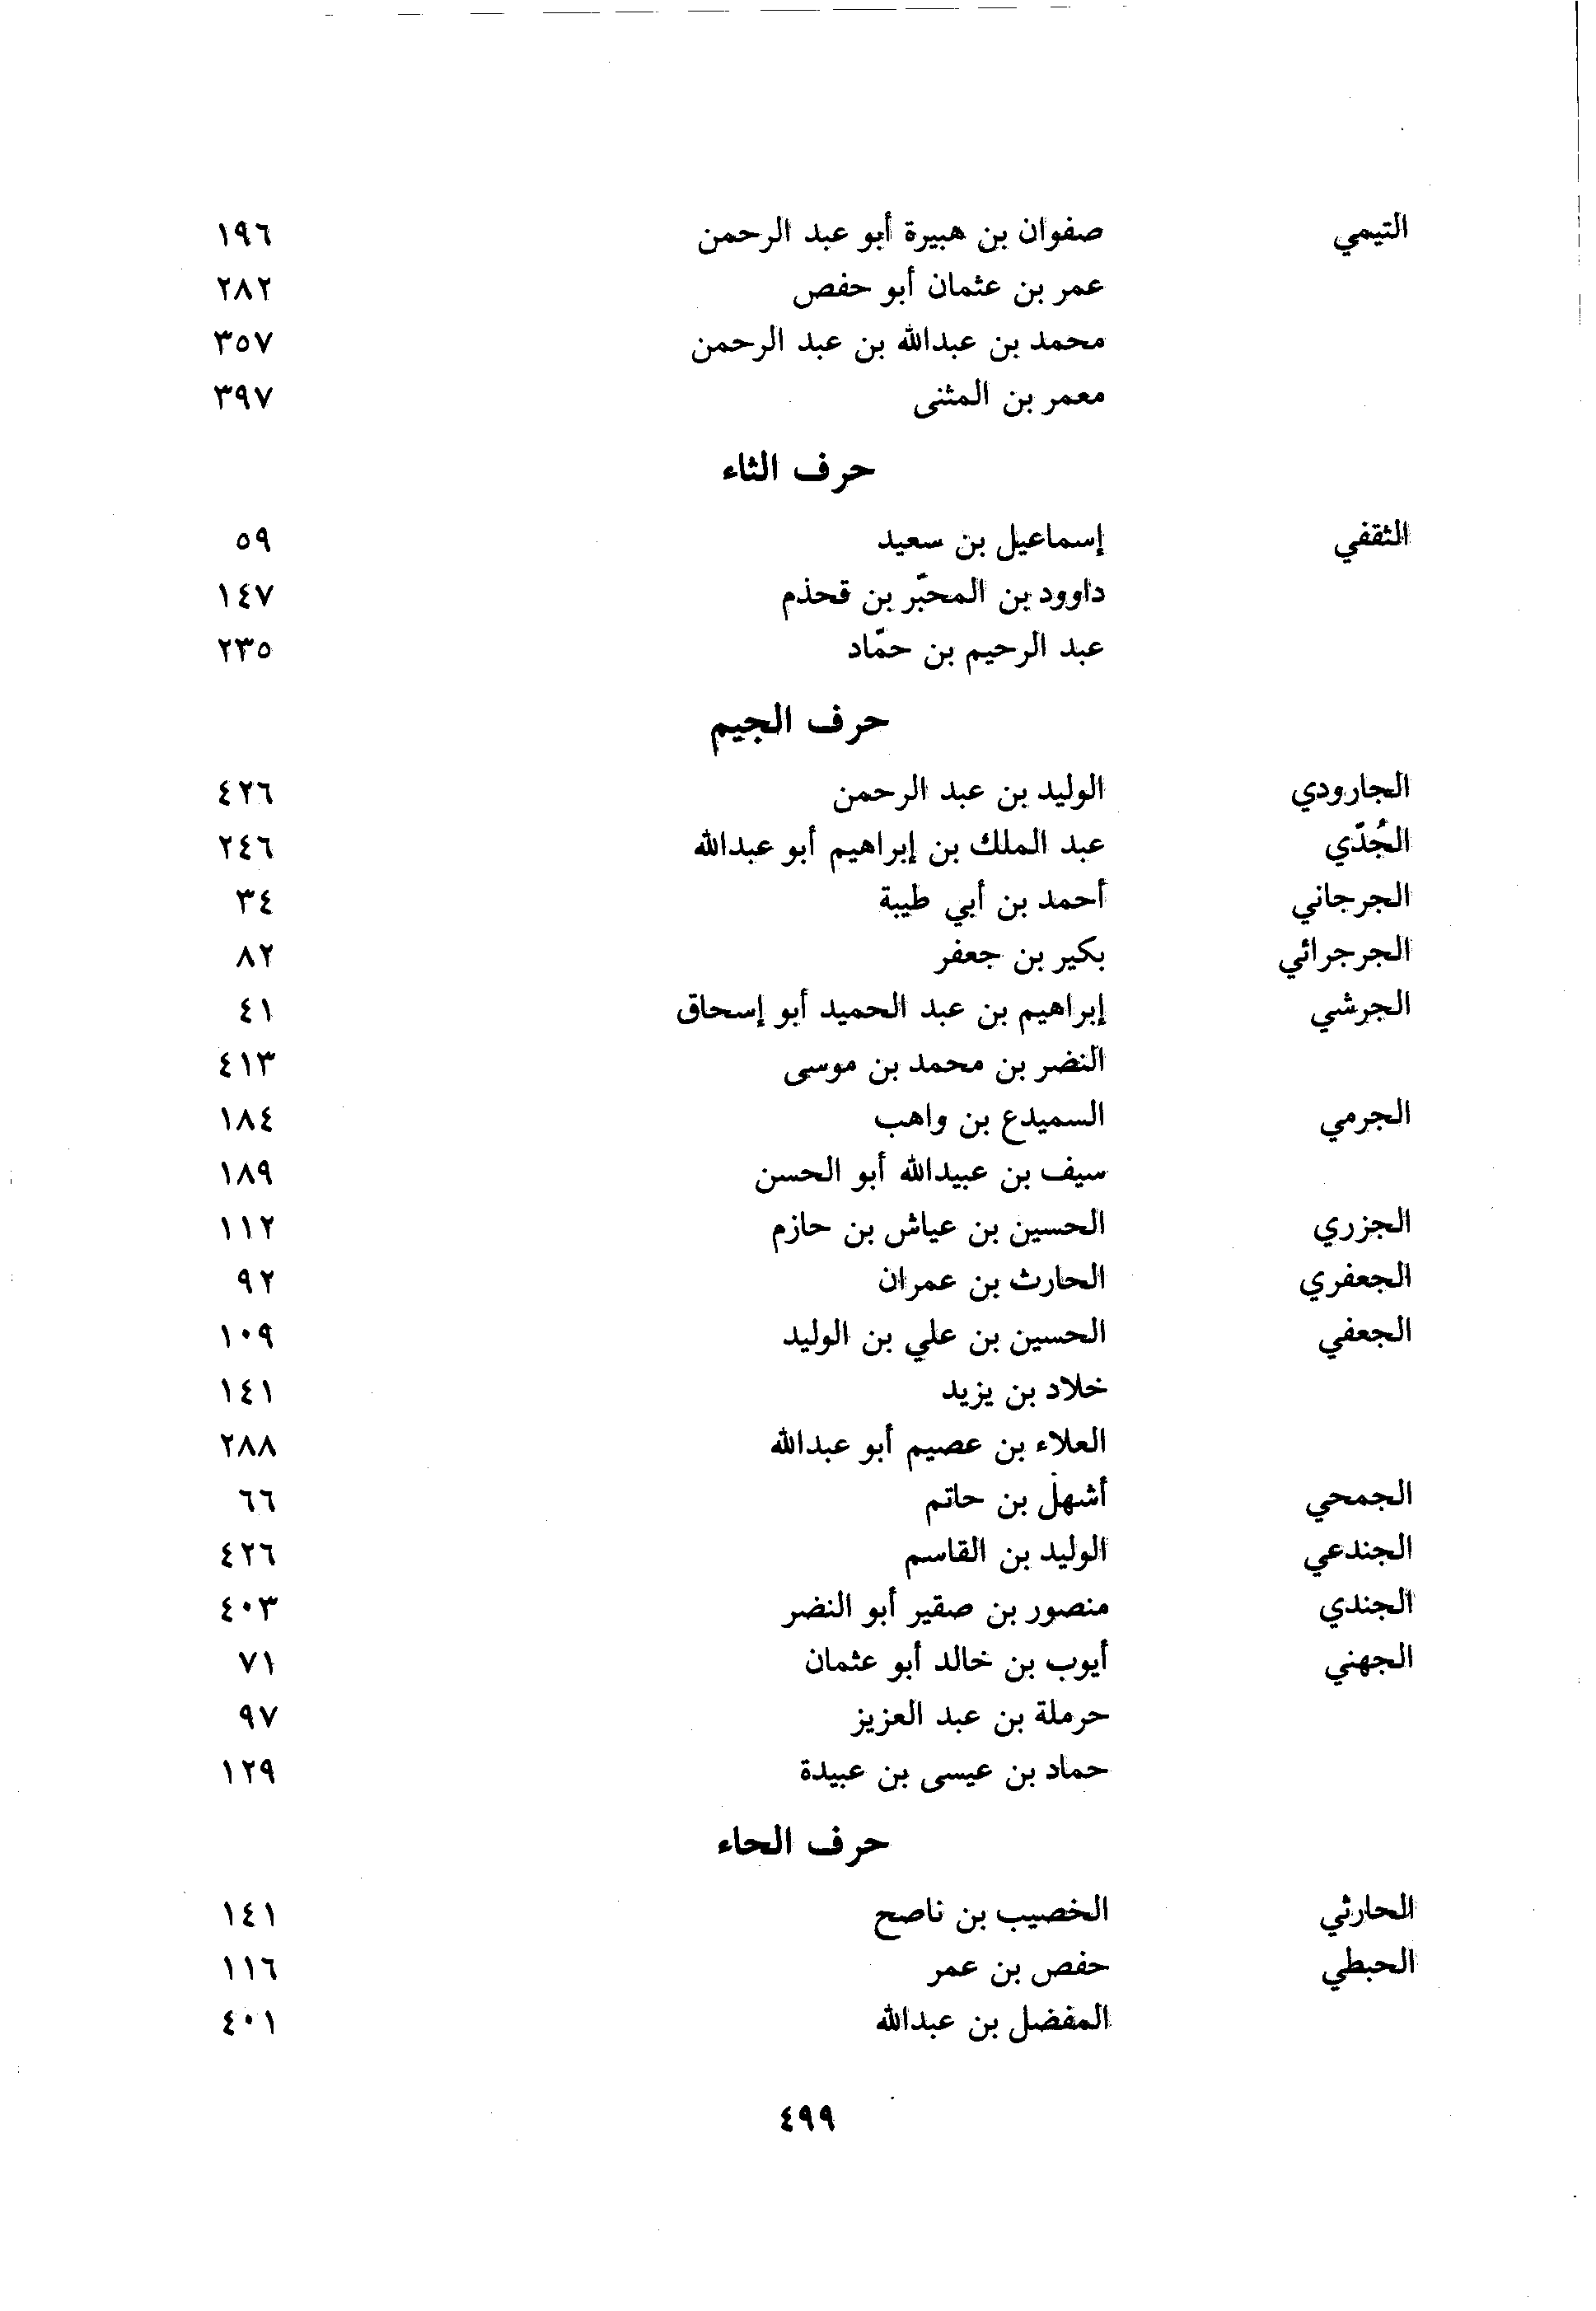 التيمي صفوان بن هبيرة أبو عبد الرحمن ١٩٦
عمر بن عثمان أبو حفص ٢٨٢
محمد بن عبدالله بن عبد الرحمن ٣٥٧
معمر بن المثنى ٣٩٧
حرف الثاء
الثقفي إسماعيل بن سعيد ٥٩
داوود بن المحبّر بن قحذم ١٤٧
عبد الرحيم بن حمّاد ٢٣٥
حرف الجيم
الجارودي الوليد بن عبد الرحمن ٤٢٦
الجُدّي عبد الملك بن إبراهيم أبو عبدالله ٢٤٦
الجرجاني أحمد بن أبي طيبة ٣٤
الجرجرائي بكير بن جعفر ٨٢
الجرشي إبراهيم بن عبد الحميد أبو إسحاق ٤١
النضر بن محمد بن موسى ٤١٣
الجرمي السميدع بن واهب ١٨٤
سيف بن عبيدالله أبو الحسن ١٨٩
الجزري الحسين بن عياش بن حازم ١١٢
الجعفري الحارث بن عمران ٩٢
الجعفي الحسين بن علي بن الوليد ١٠٩
خلاد بن يزيد ١٤١
العلاء بن عصيم أبو عبدالله ٢٨٨
الجمحي أشهل بن حاتم ٦٦
الجندعي الوليد بن القاسم ٤٢٦
الجندي منصور بن صقير أبو النضر ٤٠٣
الجهني أيوب بن خالد أبو عثمان ٧١
حرملة بن عبد العزيز ٩٧
حماد بن عيسى بن عبيدة ١٢٩
حرف الحاء
الحارثي الخصيب بن ناصح ١٤١
الحبطي حفص بن عمر ١١٦
المفضل بن عبدالله ٤٠١
٤٩٩